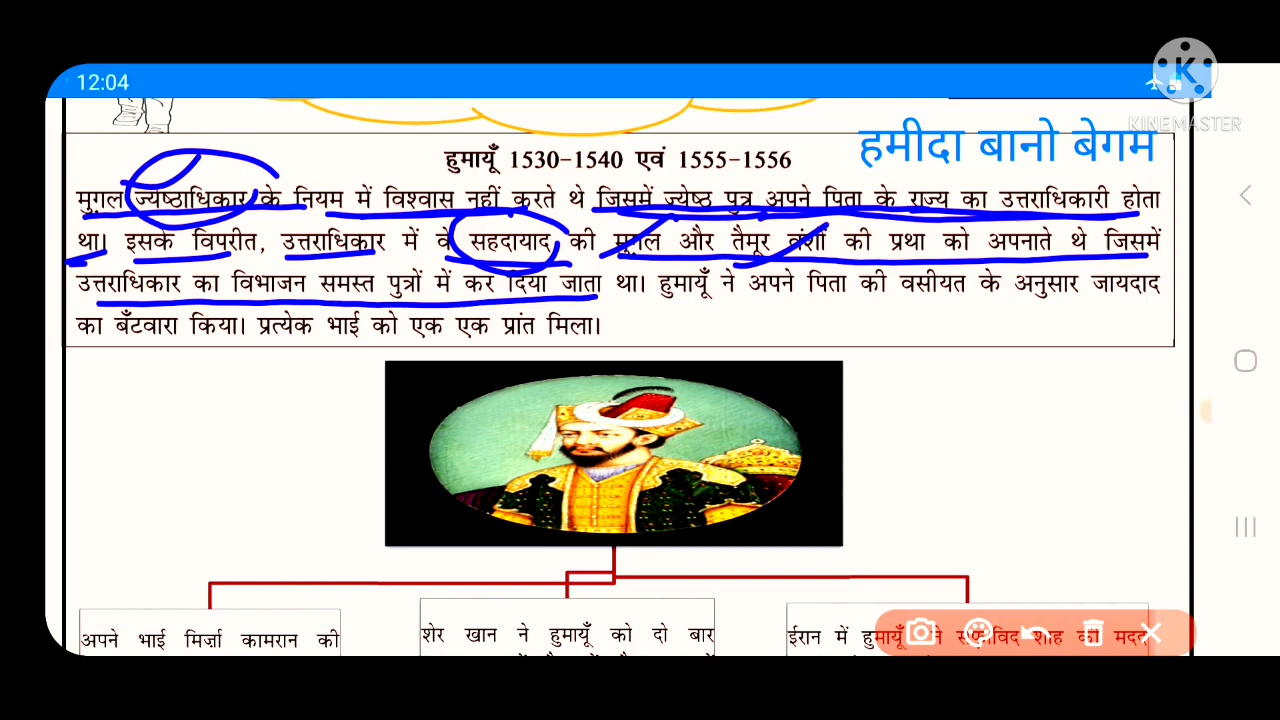 12:04
KINEMASTER
हमीदा बानो बेगम
हुमायूँ 1530-1540 एवं 1555-1556
मुग़ल ज्येष्ठाधिकार के नियम में विश्वास नहीं करते थे जिसमें ज्येष्ठ पुत्र अपने पिता के राज्य का उत्तराधिकारी होता
था। इसके विपरीत, उत्तराधिकार में वे सहदायाद की मुग़ल और तैमूर वंशों की प्रथा को अपनाते थे जिसमें
उत्तराधिकार का विभाजन समस्त पुत्रों में कर दिया जाता था। हुमायूँ ने अपने पिता की वसीयत के अनुसार जायदाद
का बँटवारा किया। प्रत्येक भाई को एक एक प्रांत मिला।
अपने भाई मिर्ज़ा कामरान की
शेर खान ने हुमायूँ को दो बार
ईरान में हुमायूँ ने सफ़ाविद शाह की मदद